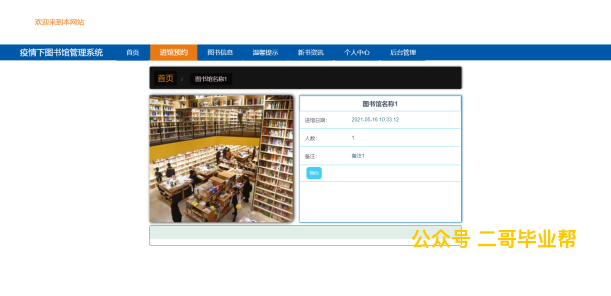 欢迎来到本网站
疫情下图书馆管理系统 首页 进馆预约 图书信息 温馨提示 新书资讯 个人中心 后台管理
首页 / 图书馆名称1
图书馆名称1
进馆日期: 2021-05-16 10:33:12
人数: 1
备注: 备注1
预约
公众号 二哥毕业帮